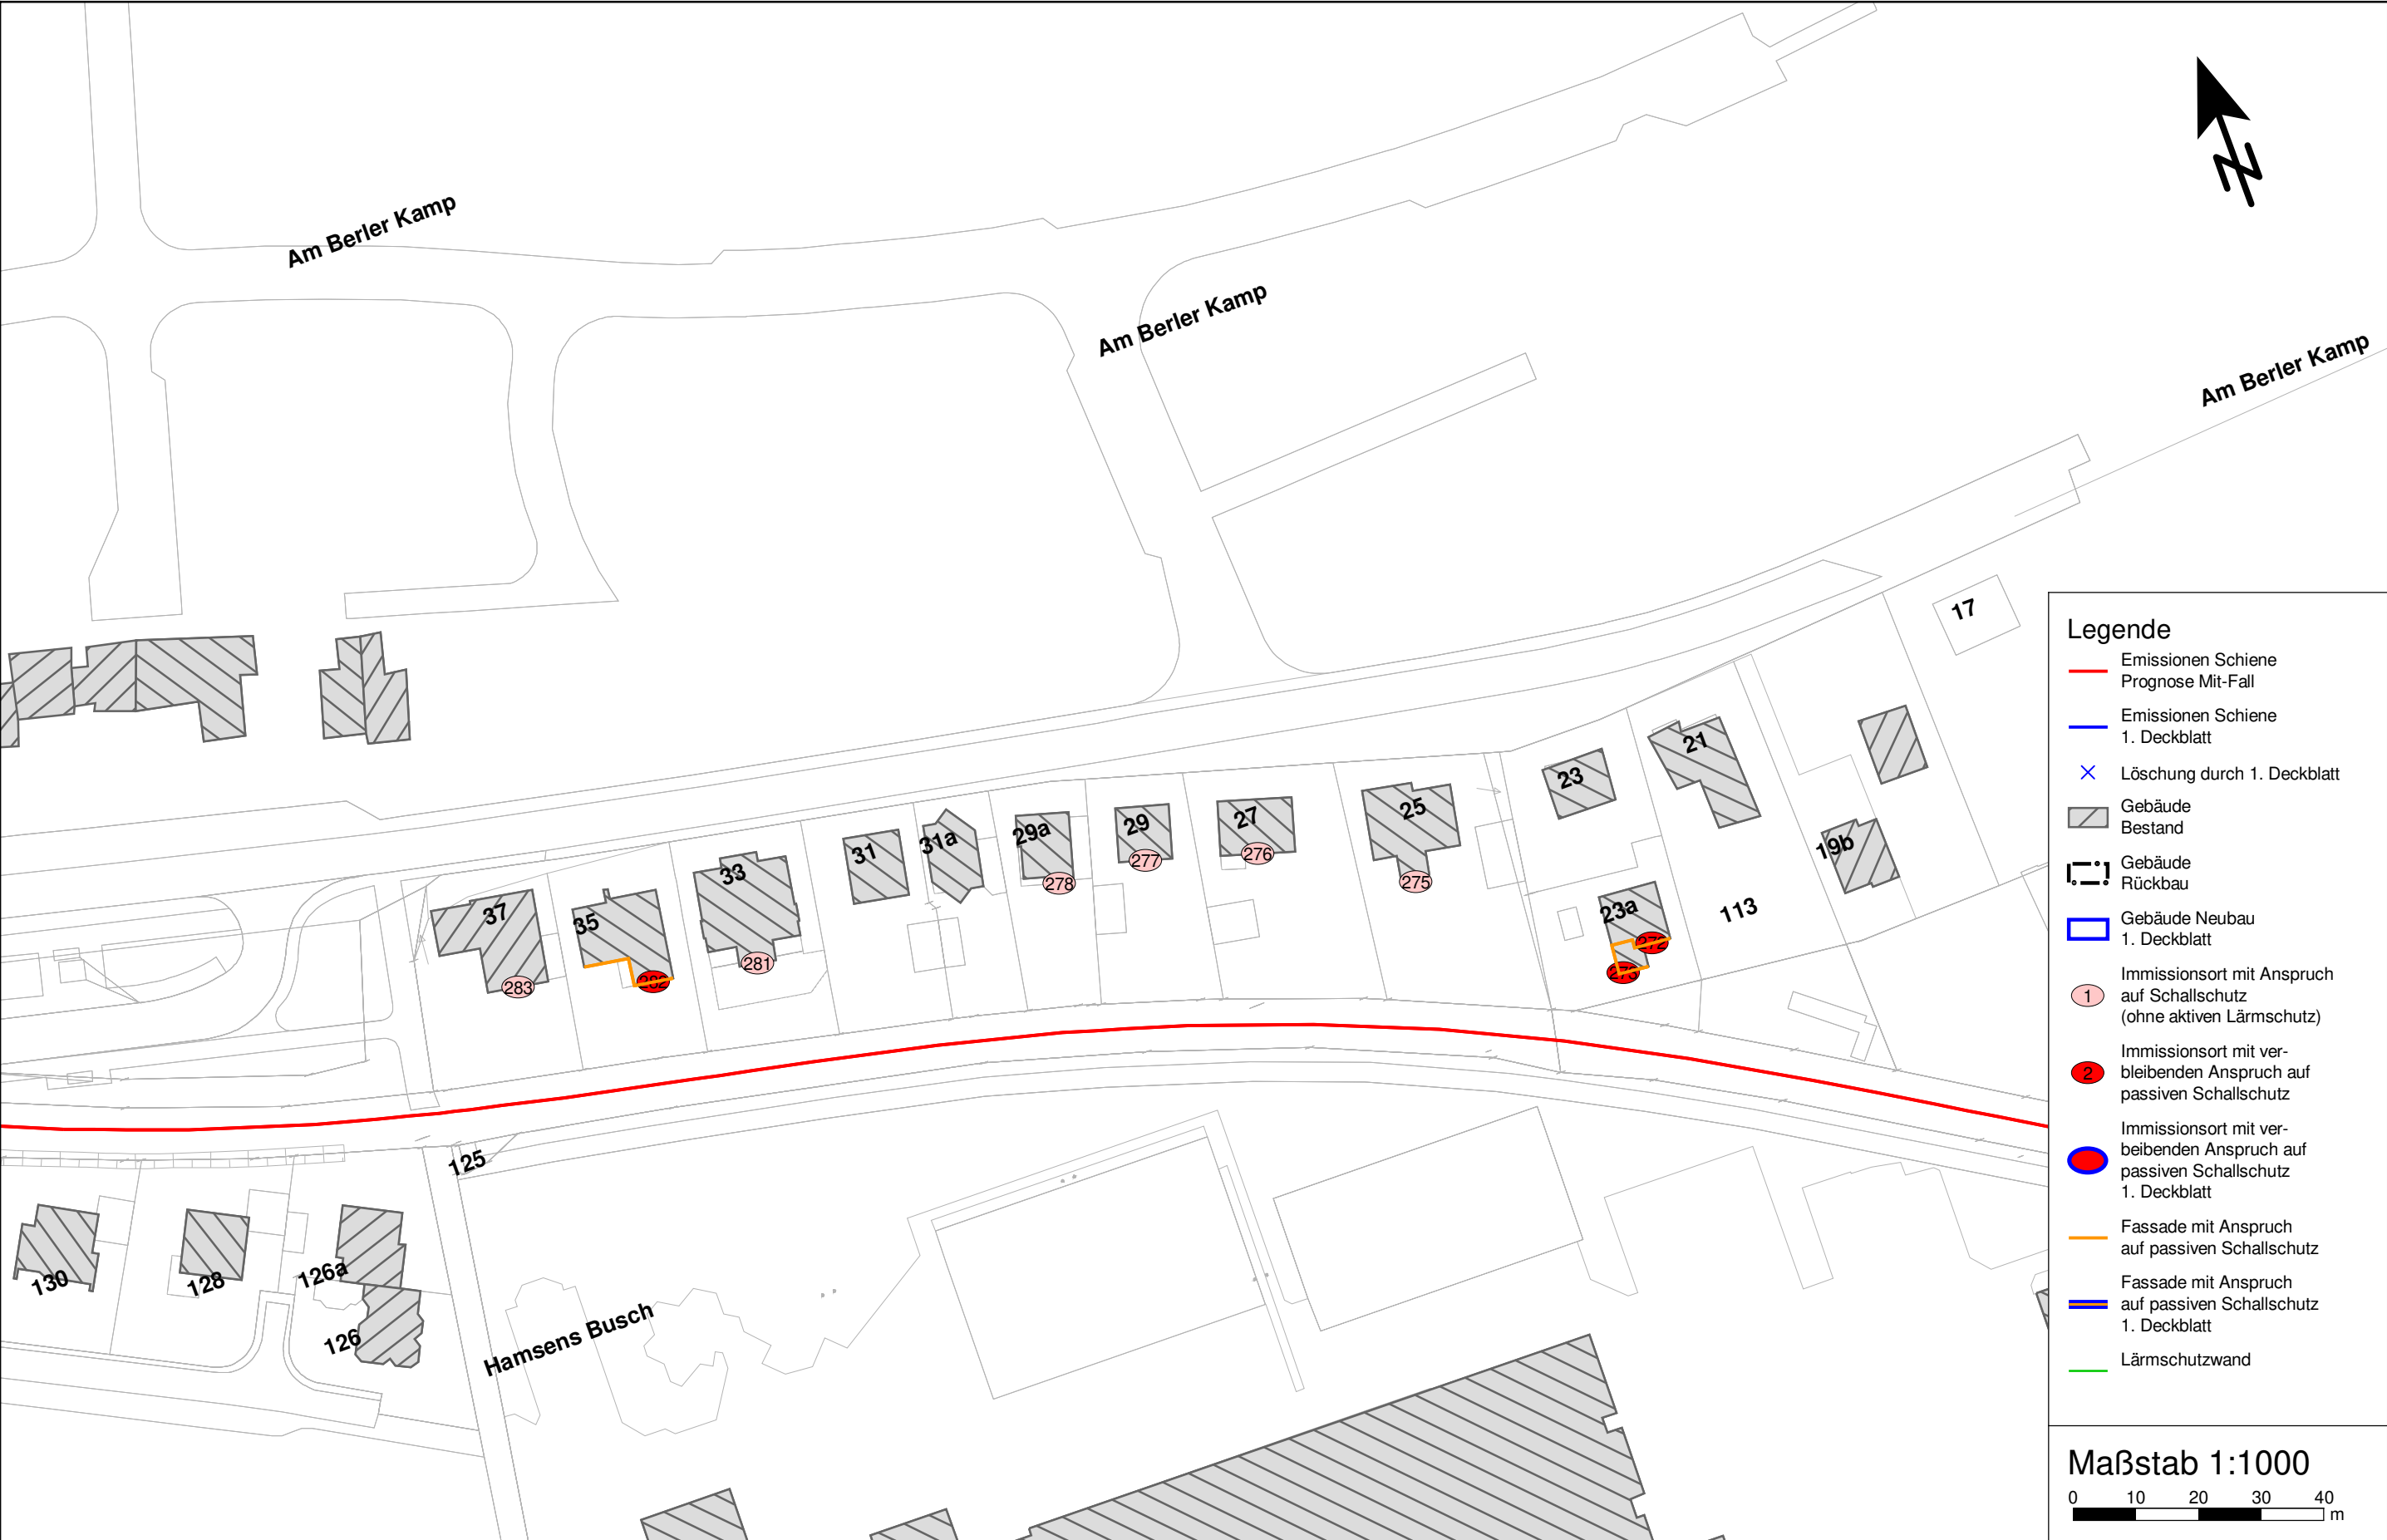 Am Berler Kamp
Am Berler Kamp
Am Berler Kamp
N
17
21
23
25
27
29
29a
31a
31
33
19b
37
35
23a
113
276
277
275
278
272
273
281
282
283
125
130
128
126a
126
Hamsens Busch
Legende
Emissionen Schiene
Prognose Mit-Fall
Emissionen Schiene
1. Deckblatt
Löschung durch 1. Deckblatt
Gebäude
Bestand
Gebäude
Rückbau
Gebäude Neubau
1. Deckblatt
1
Immissionsort mit Anspruch
auf Schallschutz
(ohne aktiven Lärmschutz)
2
Immissionsort mit ver-
bleibenden Anspruch auf
passiven Schallschutz
Immissionsort mit ver-
beibenden Anspruch auf
passiven Schallschutz
1. Deckblatt
Fassade mit Anspruch
auf passiven Schallschutz
Fassade mit Anspruch
auf passiven Schallschutz
1. Deckblatt
Lärmschutzwand
Maßstab 1:1000
0 10 20 30 40
m